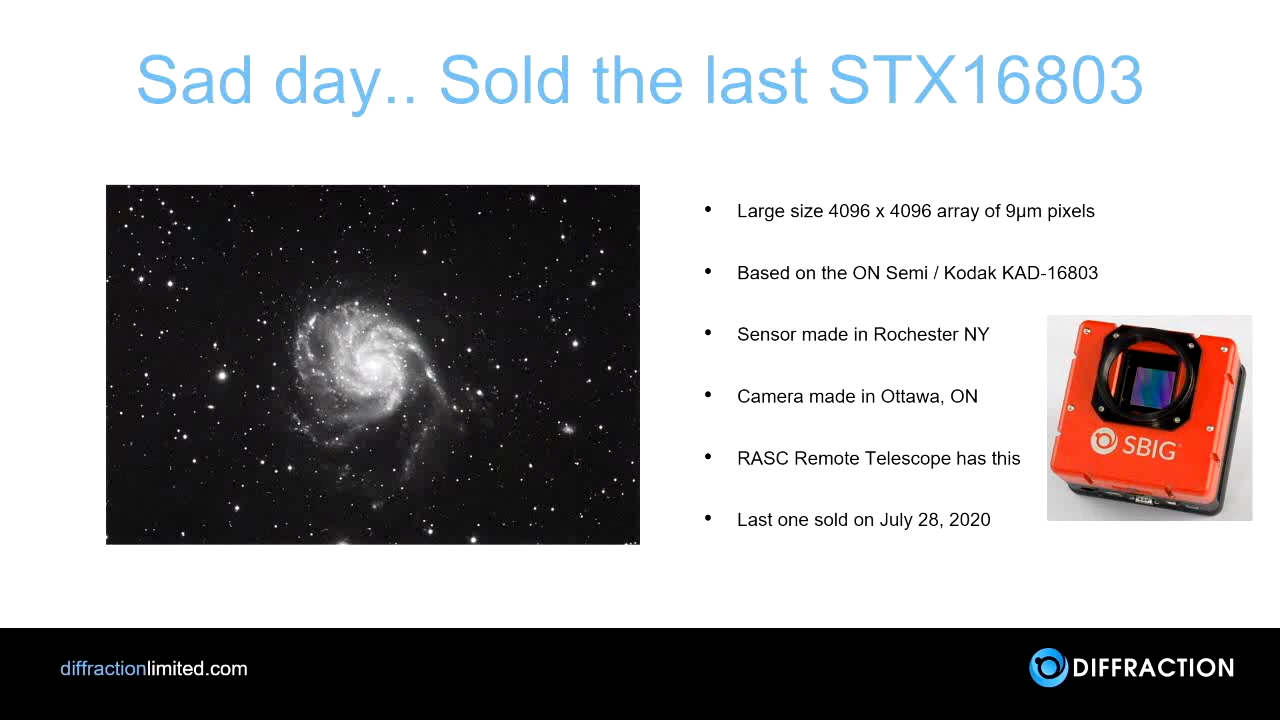 Sad day.. Sold the last STX16803
• Large size 4096 x 4096 array of 9µm pixels
• Based on the ON Semi / Kodak KAD-16803
• Sensor made in Rochester NY
• Camera made in Ottawa, ON
• RASC Remote Telescope has this
• Last one sold on July 28, 2020
SBIG
diffractionlimited.com
DIFFRACTION